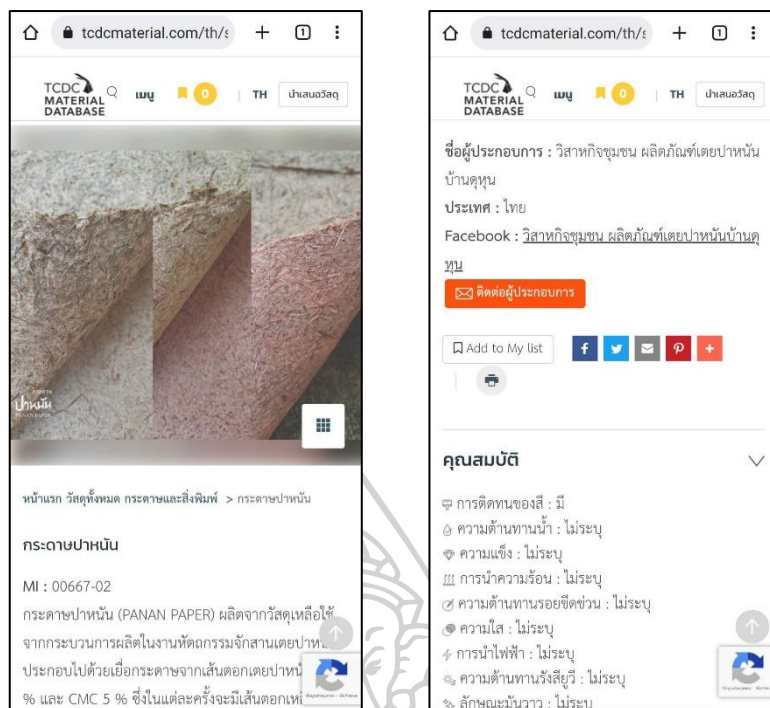 tcdcmaterial.com/th/s
1
TCDC
MATERIAL
DATABASE
เมนู
0
TH
นำเสนอวัสดุ
กระดาษ
ปาหนัน
PANAN PAPER
หน้าแรก วัสดุทั้งหมด กระดาษและสิ่งพิมพ์ > กระดาษปาหนัน
กระดาษปาหนัน
MI : 00667-02
กระดาษปาหนัน (PANAN PAPER) ผลิตจากวัสดุเหลือใช้
จากกระบวนการผลิตในงานหัตถกรรมจักสานเตยปาหนัน
ประกอบไปด้วยเยื่อกระดาษจากเส้นตอกเตยปาหนัน
% และ CMC 5 % ซึ่งในแต่ละครั้งจะมีเส้นตอกเหลือ
tcdcmaterial.com/th/s
1
TCDC
MATERIAL
DATABASE
เมนู
0
TH
นำเสนอวัสดุ
ชื่อผู้ประกอบการ : วิสาหกิจชุมชน ผลิตภัณฑ์เตยปาหนัน
บ้านดุหุน
ประเทศ : ไทย
Facebook : วิสาหกิจชุมชน ผลิตภัณฑ์เตยปาหนันบ้านดุ
หุน
ติดต่อผู้ประกอบการ
Add to My list
คุณสมบัติ
การติดทนของสี : มี
ความต้านทานน้ำ : ไม่ระบุ
ความแข็ง : ไม่ระบุ
การนำความร้อน : ไม่ระบุ
ความต้านทานรอยขีดข่วน : ไม่ระบุ
ความใส : ไม่ระบุ
การนำไฟฟ้า : ไม่ระบุ
ความต้านทานรังสียูวี : ไม่ระบุ
ลักษณะมันวาว : ไม่ระบุ